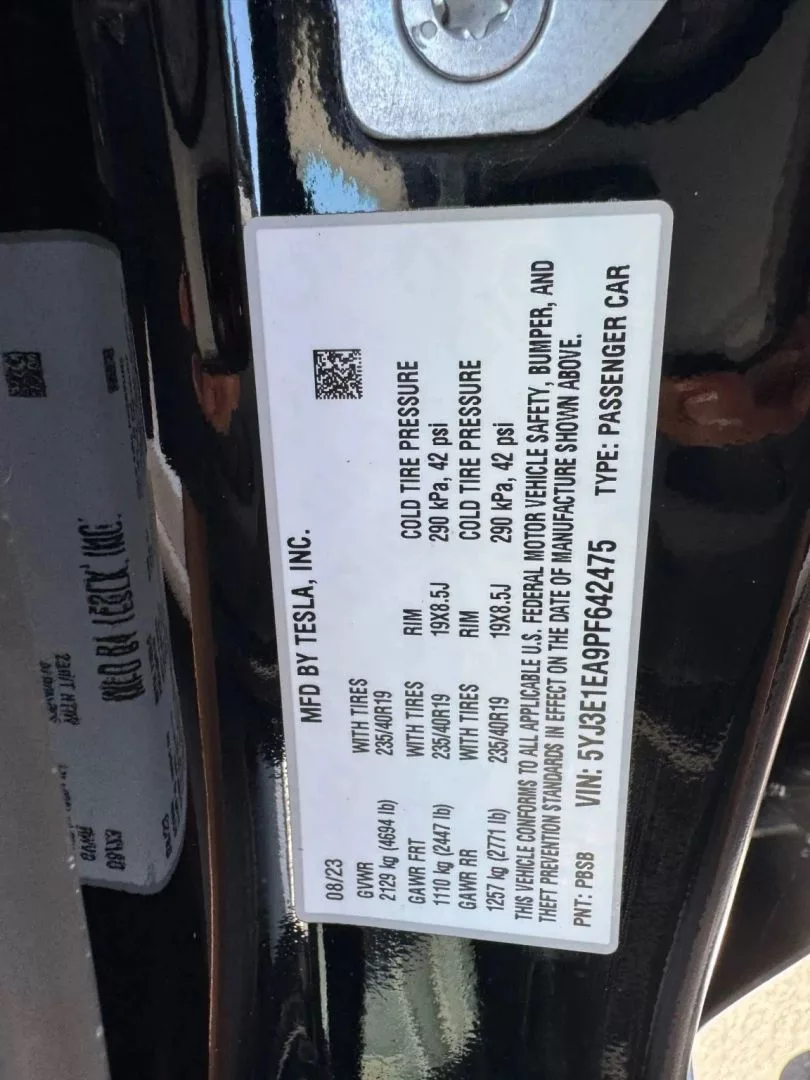 MFD BY TESLA, INC.
08/23
GVWR WITH TIRES
2129 kg (4694 lb) 235/40R19
GAWR FRT WITH TIRES RIM COLD TIRE PRESSURE
1110 kg (2447 lb) 235/40R19 19X8.5J 290 kPa, 42 psi
GAWR RR WITH TIRES RIM COLD TIRE PRESSURE
1257 kg (2771 lb) 235/40R19 19X8.5J 290 kPa, 42 psi
THIS VEHICLE CONFORMS TO ALL APPLICABLE U.S. FEDERAL MOTOR VEHICLE SAFETY, BUMPER, AND
THEFT PREVENTION STANDARDS IN EFFECT ON THE DATE OF MANUFACTURE SHOWN ABOVE.
PNT: PBSB VIN: 5YJ3E1EA9PF642475 TYPE: PASSENGER CAR